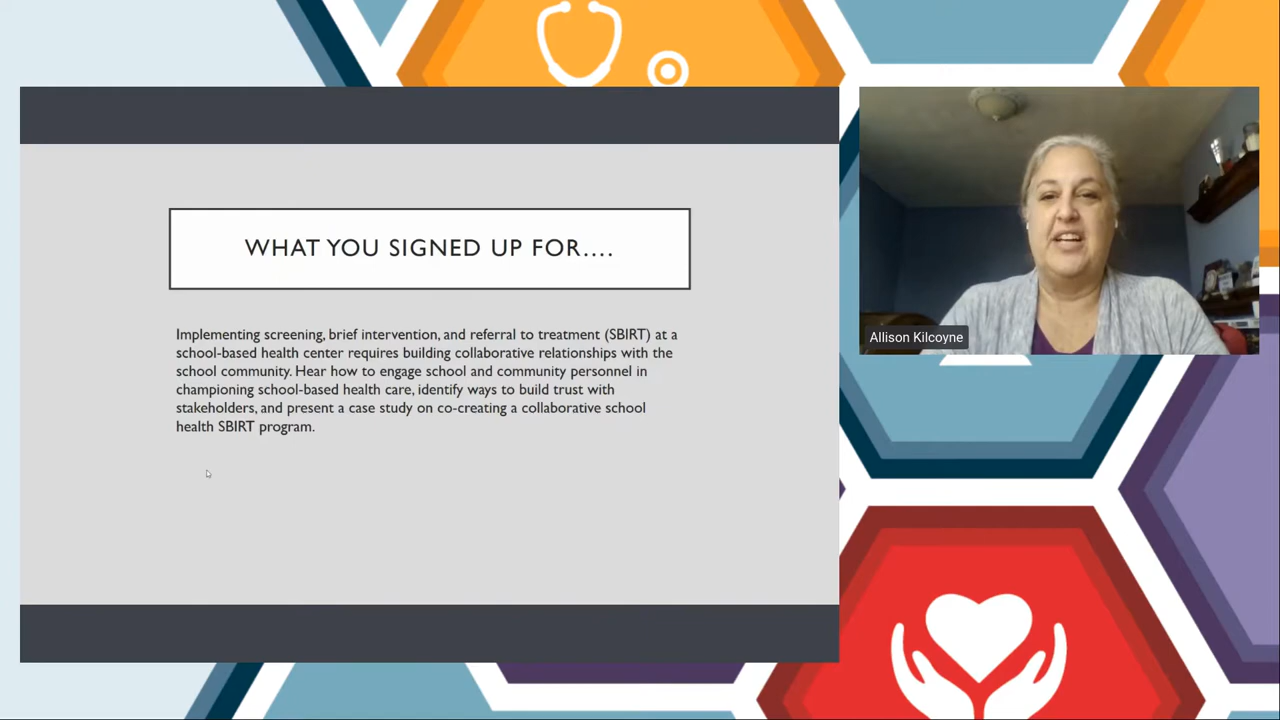 WHAT YOU SIGNED UP FOR....
Implementing screening, brief intervention, and referral to treatment (SBIRT) at a
school-based health center requires building collaborative relationships with the
school community. Hear how to engage school and community personnel in
championing school-based health care, identify ways to build trust with
stakeholders, and present a case study on co-creating a collaborative school
health SBIRT program.
Allison Kilcoyne